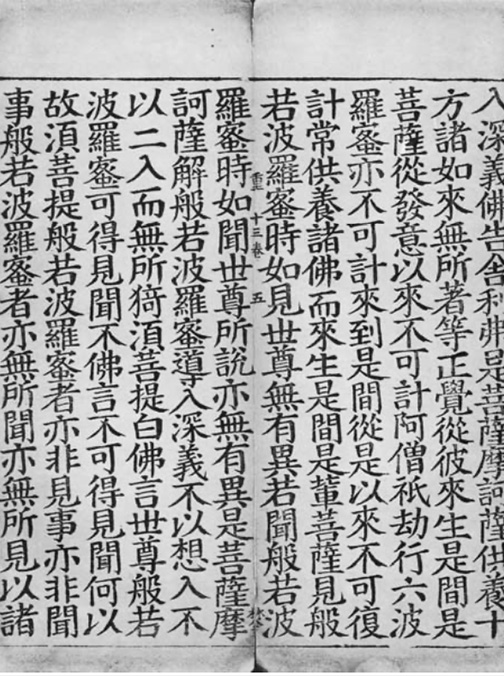 入深義佛告舍利弗是菩薩摩訶薩供養十
方諸如來無所著等正覺從彼來生是間是
菩薩從發意以來不可計阿僧祇劫行六波
羅蜜亦不可計來到是間從是以來不可復
計常供養諸佛而來生是間是輩菩薩見般
若波羅蜜時如見世尊無有異若聞般若波
十三卷 五
羅蜜時如聞世尊所說亦無有異是菩薩摩
訶薩解般若波羅蜜導入深義不以想入不
以二入而無所猗須菩提白佛言世尊般若
波羅蜜可得見聞不佛言不可得見聞何以
故須菩提般若波羅蜜者亦非見事亦非聞
事般若波羅蜜者亦無所聞亦無所見以諸